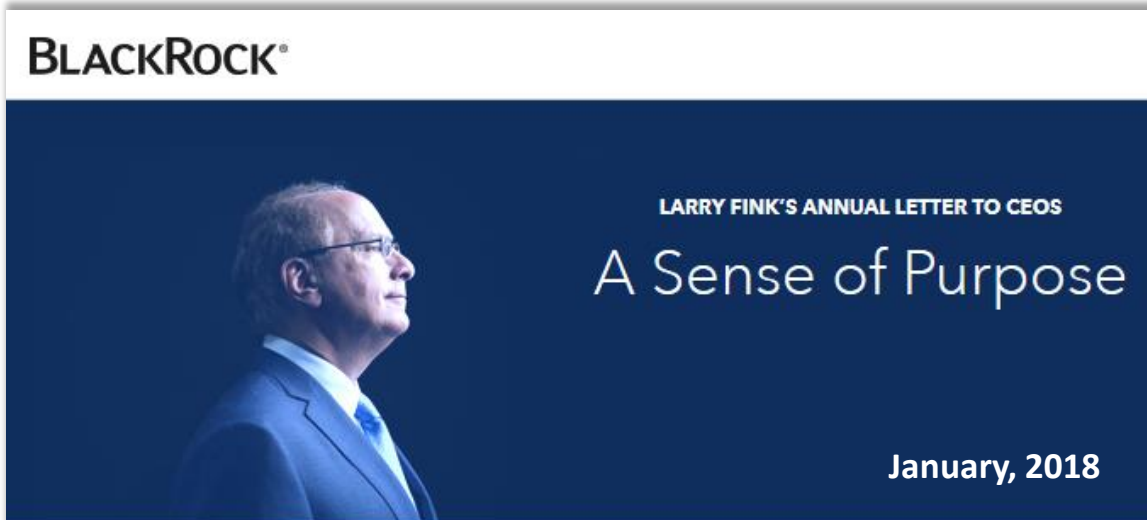 BLACKROCK®
LARRY FINK'S ANNUAL LETTER TO CEOS
A Sense of Purpose
January, 2018